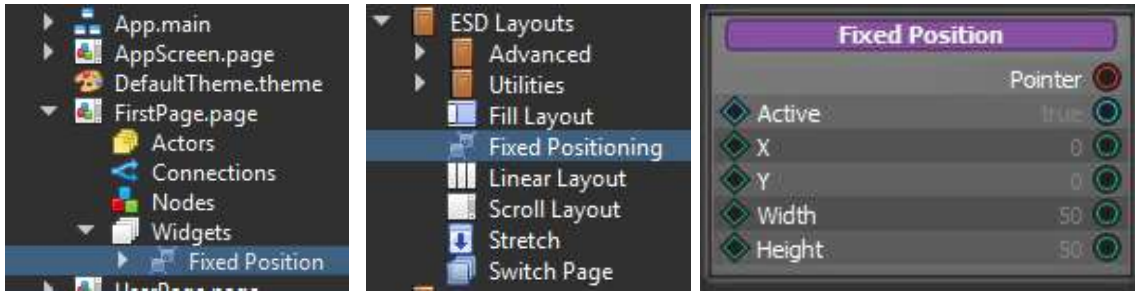 App.main
AppScreen.page
DefaultTheme.theme
FirstPage.page
Actors
Connections
Nodes
Widgets
Fixed Position
UserPage.page
ESD Layouts
Advanced
Utilities
Fill Layout
Fixed Positioning
Linear Layout
Scroll Layout
Stretch
Switch Page
Fixed Position
Pointer
Active true
X 0
Y 0
Width 50
Height 50